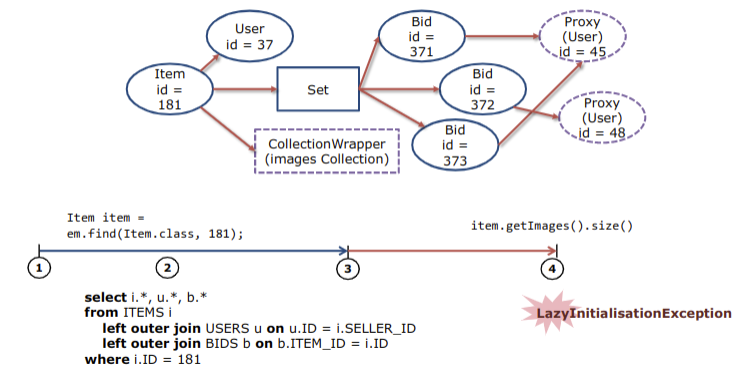 User
id = 37
Item
id =
181
Set
CollectionWrapper
(images Collection)
Bid
id =
371
Bid
id =
372
Bid
id =
373
Proxy
(User)
id = 45
Proxy
(User)
id = 48
Item item =
em.find(Item.class, 181);
item.getImages().size()
1
2
3
4
select i.*, u.*, b.*
from ITEMS i
left outer join USERS u on u.ID = i.SELLER_ID
left outer join BIDS b on b.ITEM_ID = i.ID
where i.ID = 181
LazyInitialisationException